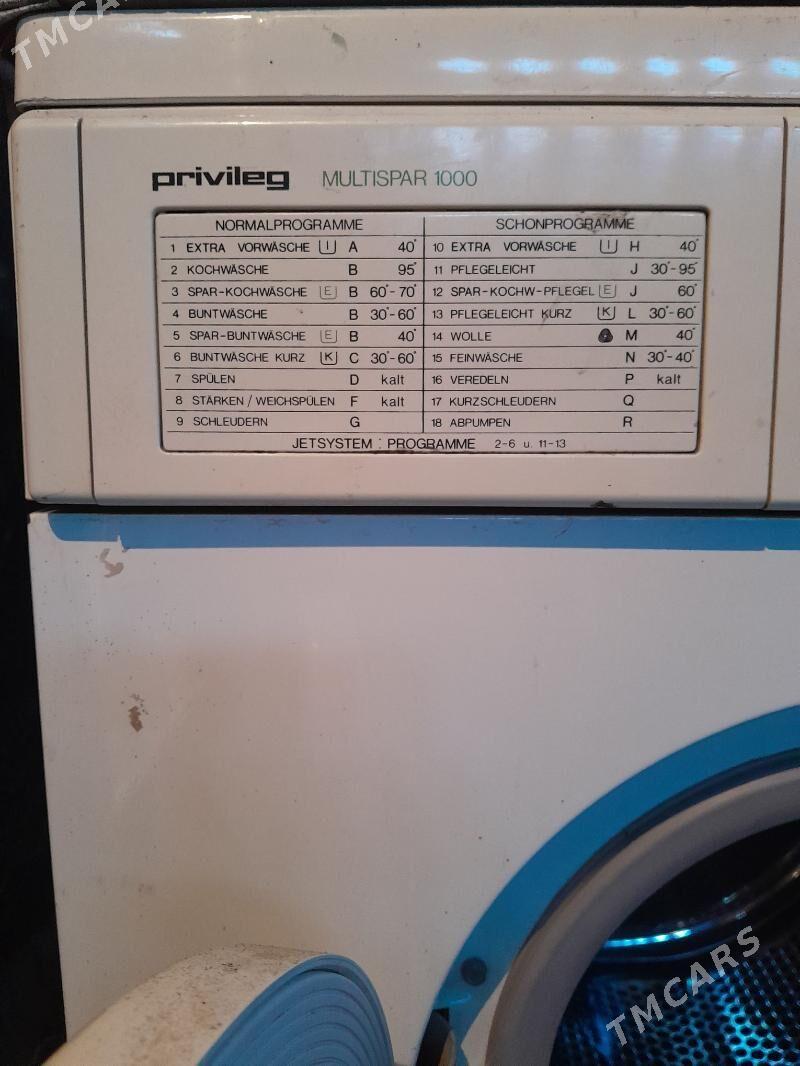 TMCARS
privileg MULTISPAR 1000
NORMALPROGRAMME SCHONPROGRAMME
1 EXTRA VORWÄSCHE I A 40° 10 EXTRA VORWÄSCHE I H 40°
2 KOCHWÄSCHE B 95° 11 PFLEGELEICHT J 30°-95°
3 SPAR-KOCHWÄSCHE E B 60°-70° 12 SPAR-KOCHW-PFLEGEL E J 60°
4 BUNTWÄSCHE B 30°-60° 13 PFLEGELEICHT KURZ K L 30°-60°
5 SPAR-BUNTWÄSCHE E B 40° 14 WOLLE M 40°
6 BUNTWÄSCHE KURZ K C 30°-60° 15 FEINWÄSCHE N 30°-40°
7 SPÜLEN D kalt 16 VEREDELN P kalt
8 STÄRKEN / WEICHSPÜLEN F kalt 17 KURZSCHLEUDERN Q
9 SCHLEUDERN G 18 ABPUMPEN R
JETSYSTEM : PROGRAMME 2-6 u. 11-13
TMCARS